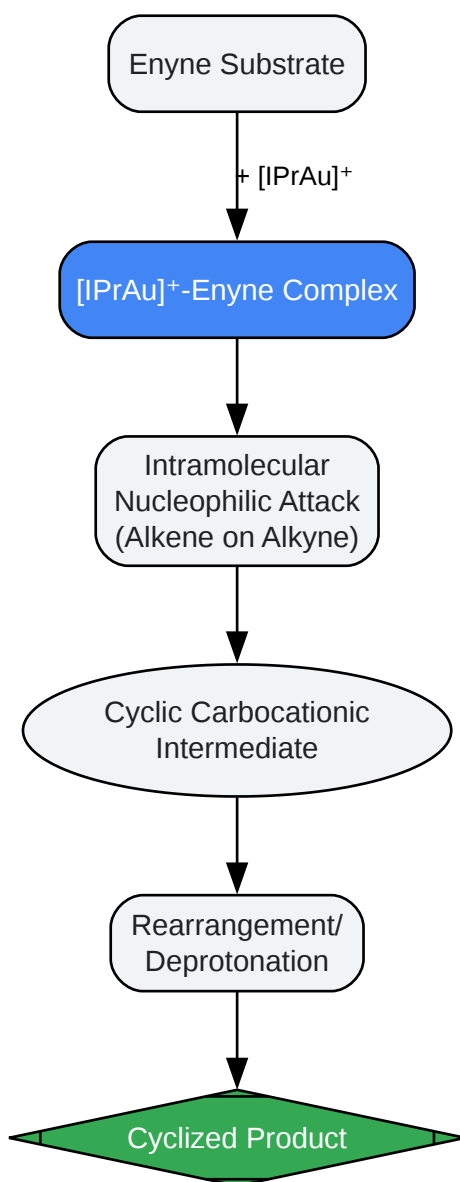 Enyne Substrate
+ [IPrAu]⁺
[IPrAu]⁺-Enyne Complex
Intramolecular
Nucleophilic Attack
(Alkene on Alkyne)
Cyclic Carbocationic
Intermediate
Rearrangement/
Deprotonation
Cyclized Product